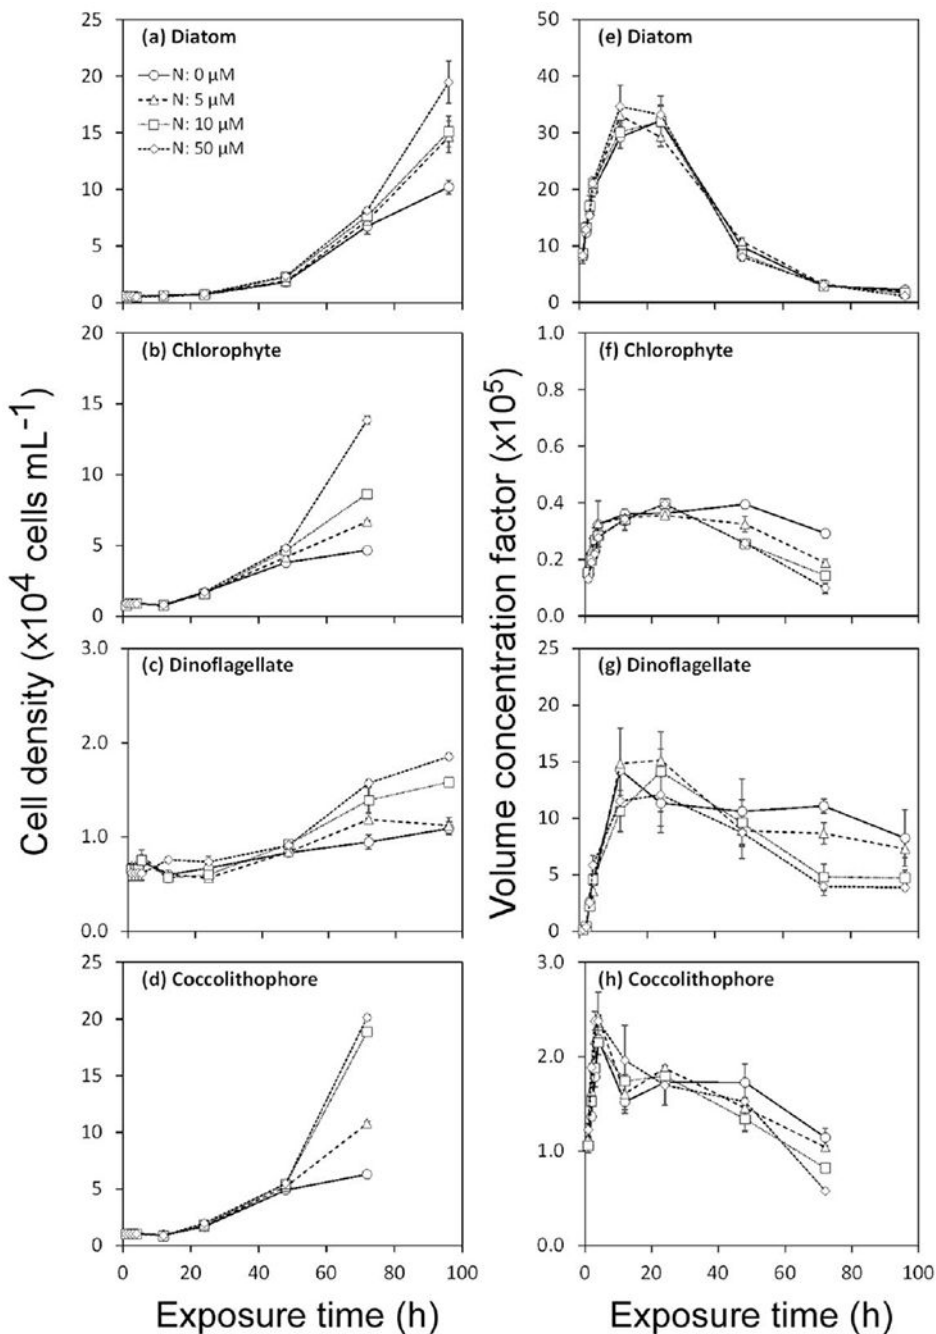 Cell density (x10⁴ cells mL⁻¹)
(a) Diatom
N: 0 µM
N: 5 µM
N: 10 µM
N: 50 µM
25
20
15
10
5
0
(b) Chlorophyte
20
15
10
5
0
(c) Dinoflagellate
3.0
2.0
1.0
0.0
(d) Coccolithophore
25
20
15
10
5
0
0 20 40 60 80 100
Exposure time (h)
Volume concentration factor (x10⁵)
(e) Diatom
50
40
30
20
10
0
(f) Chlorophyte
1.0
0.8
0.6
0.4
0.2
0.0
(g) Dinoflagellate
25
20
15
10
5
0
(h) Coccolithophore
3.0
2.0
1.0
0.0
0 20 40 60 80 100
Exposure time (h)